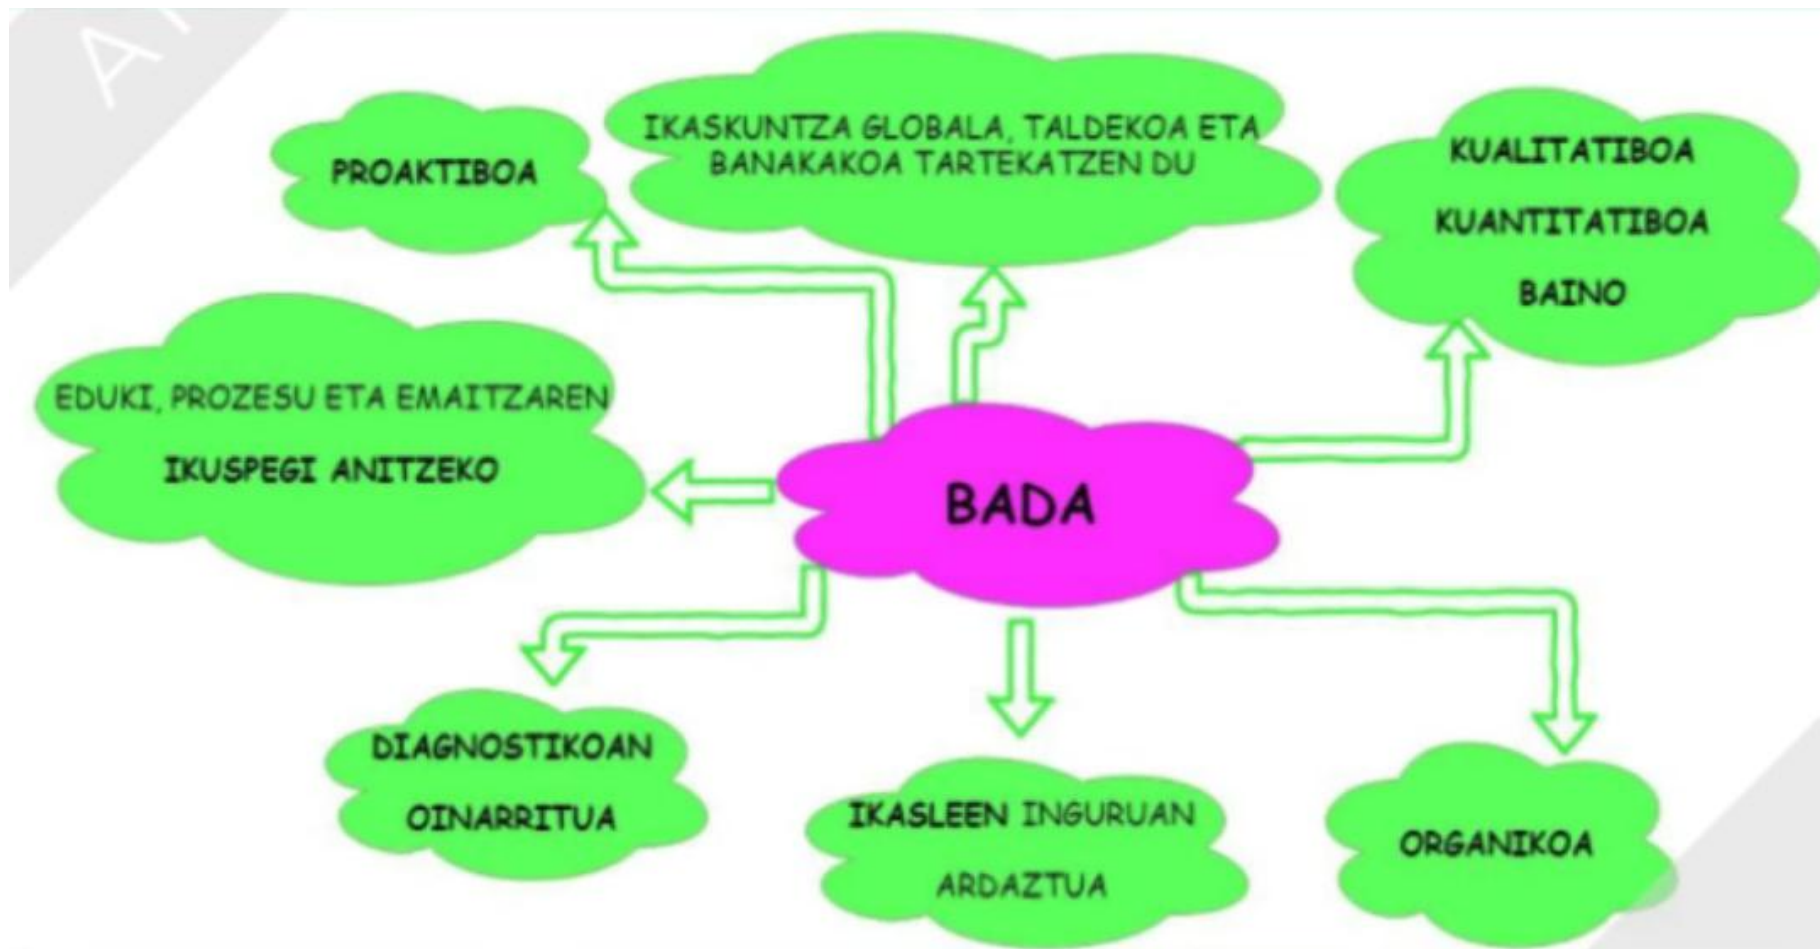 PROAKTIBOA
IKASKUNTZA GLOBALA, TALDEKOA ETA
BANAKAKOA TARTEKATZEN DU
KUALITATIBOA
KUANTITATIBOA
BAINO
EDUKI, PROZESU ETA EMAITZAREN
IKUSPEGI ANITZEKO
BADA
DIAGNOSTIKOAN
OINARRITUA
IKASLEEN INGURUAN
ARDAZTUA
ORGANIKOA